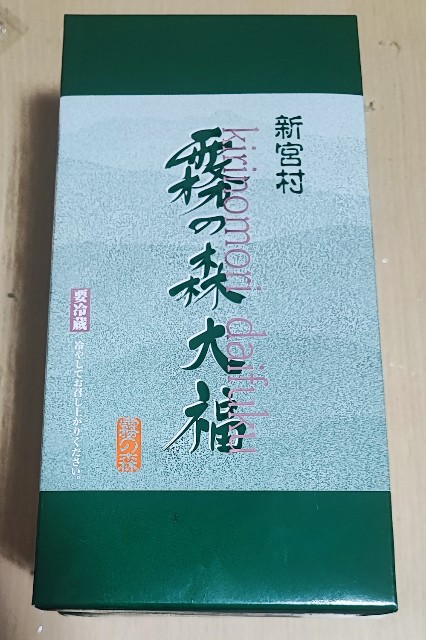 新宮村
霧の森大福
kirinomori daifuku
要冷蔵
冷やしてお召し上がりください。
霧の森